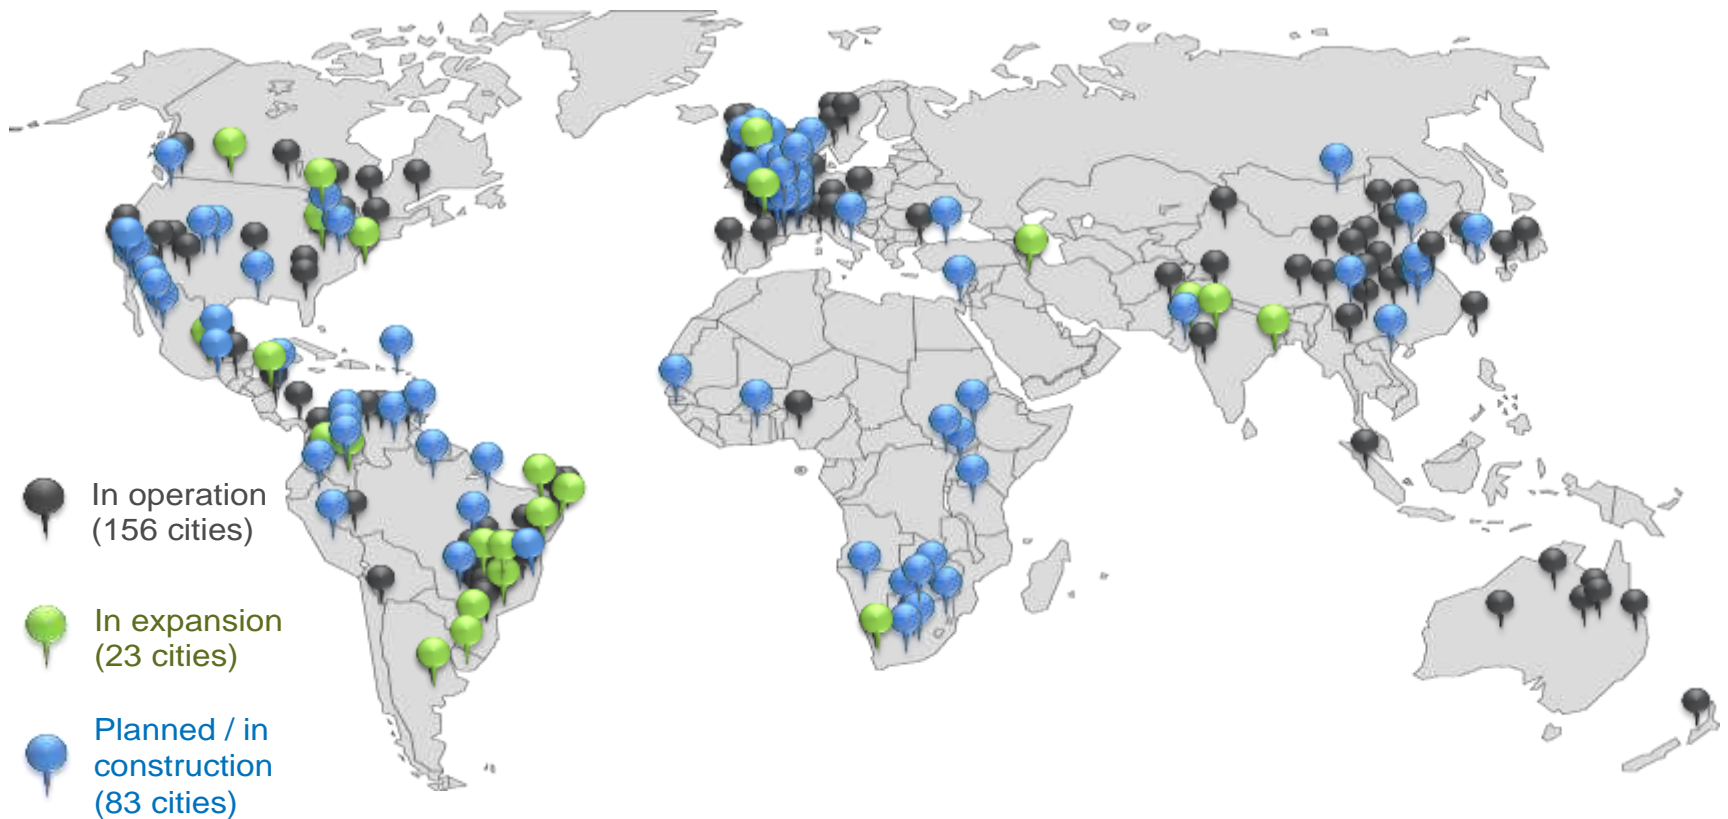 In operation
(156 cities)
In expansion
(23 cities)
Planned / in
construction
(83 cities)